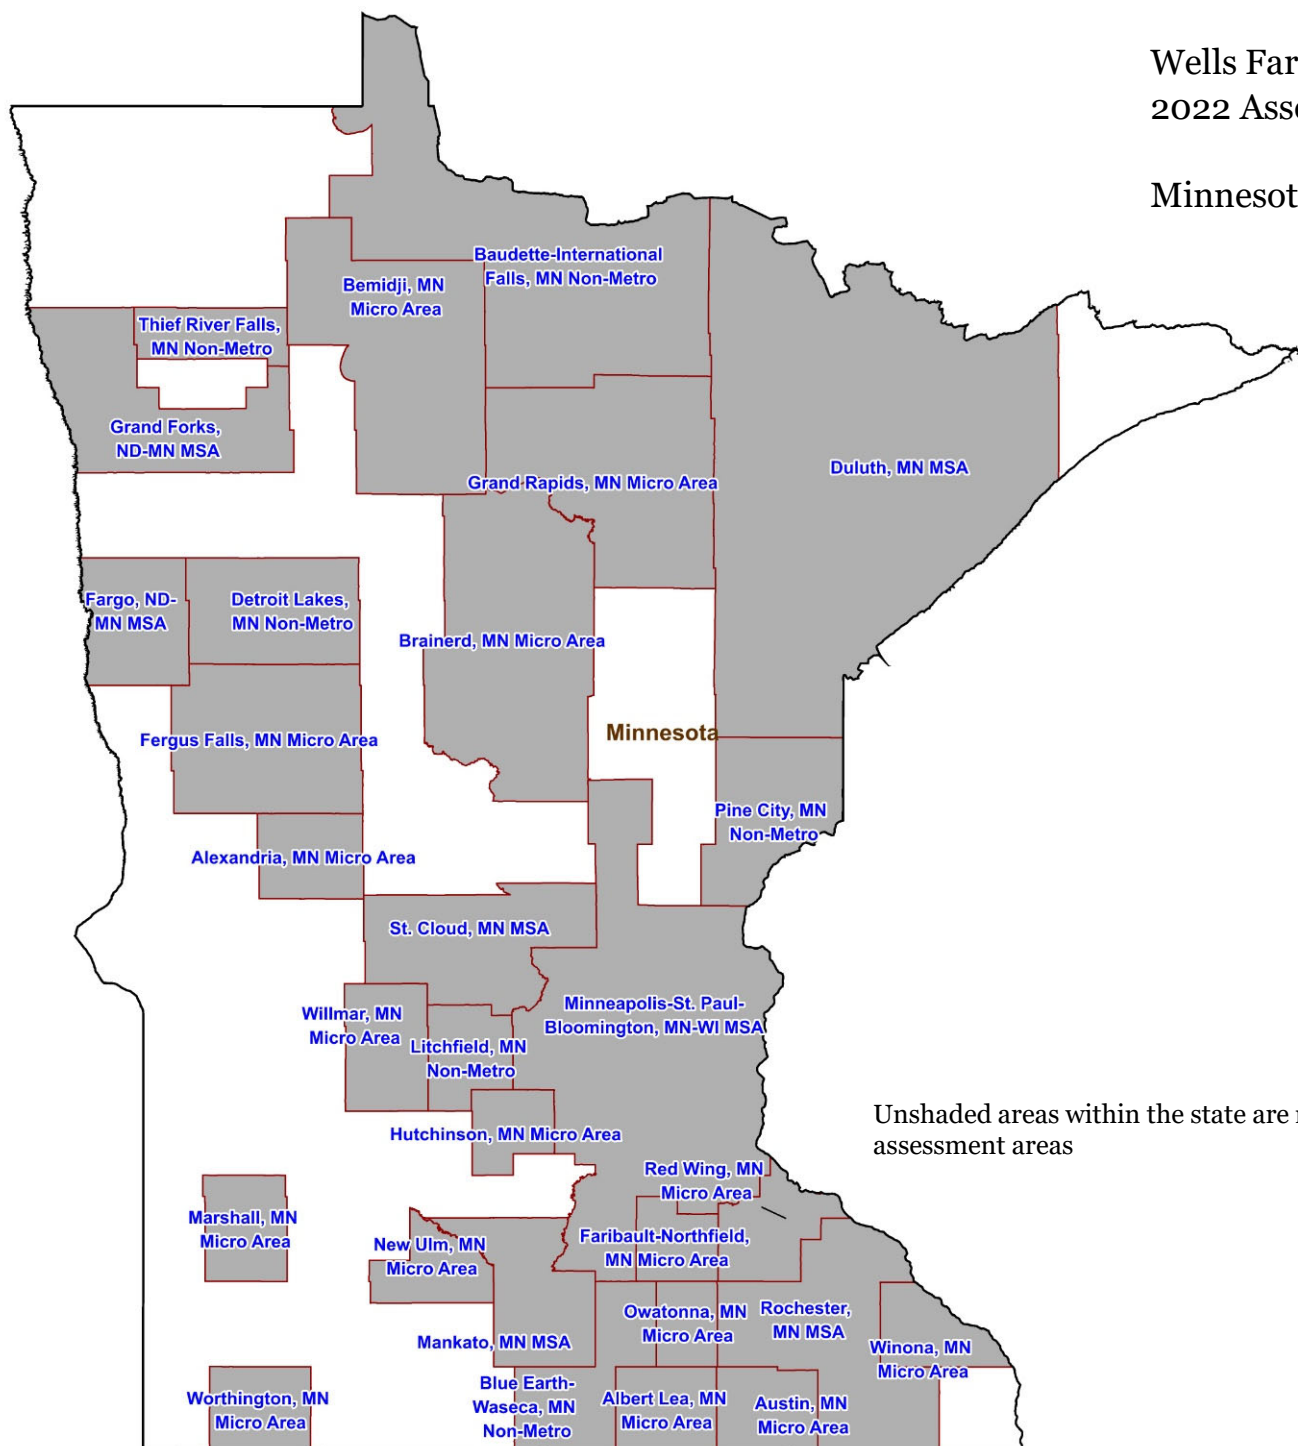 Wells Far
2022 Asse
Minnesot
Baudette-International
Falls, MN Non-Metro
Bemidji, MN
Micro Area
Thief River Falls,
MN Non-Metro
Grand Forks,
ND-MN MSA
Duluth, MN MSA
Grand Rapids, MN Micro Area
Fargo, ND-
MN MSA
Detroit Lakes,
MN Non-Metro
Brainerd, MN Micro Area
Minnesota
Fergus Falls, MN Micro Area
Pine City, MN
Non-Metro
Alexandria, MN Micro Area
St. Cloud, MN MSA
Minneapolis-St. Paul-
Bloomington, MN-WI MSA
Willmar, MN
Micro Area
Litchfield, MN
Non-Metro
Unshaded areas within the state are n
assessment areas
Hutchinson, MN Micro Area
Red Wing, MN
Micro Area
Marshall, MN
Micro Area
New Ulm, MN
Micro Area
Faribault-Northfield,
MN Micro Area
Owatonna, MN
Micro Area
Rochester,
MN MSA
Mankato, MN MSA
Winona, MN
Micro Area
Blue Earth-
Waseca, MN
Non-Metro
Albert Lea, MN
Micro Area
Austin, MN
Micro Area
Worthington, MN
Micro Area